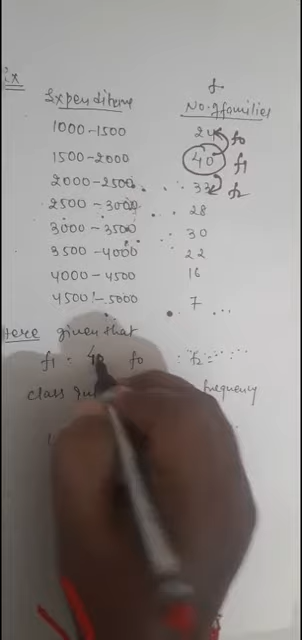 f
Expenditure No. of families
1000-1500 24 f0
1500-2000 40 f1
2000-2500 33 f2
2500-3000 28
3000-3500 30
3500-4000 22
4000-4500 16
4500-5000 7
Here given that
f1 = 40 f0 : f2 =
class frequency